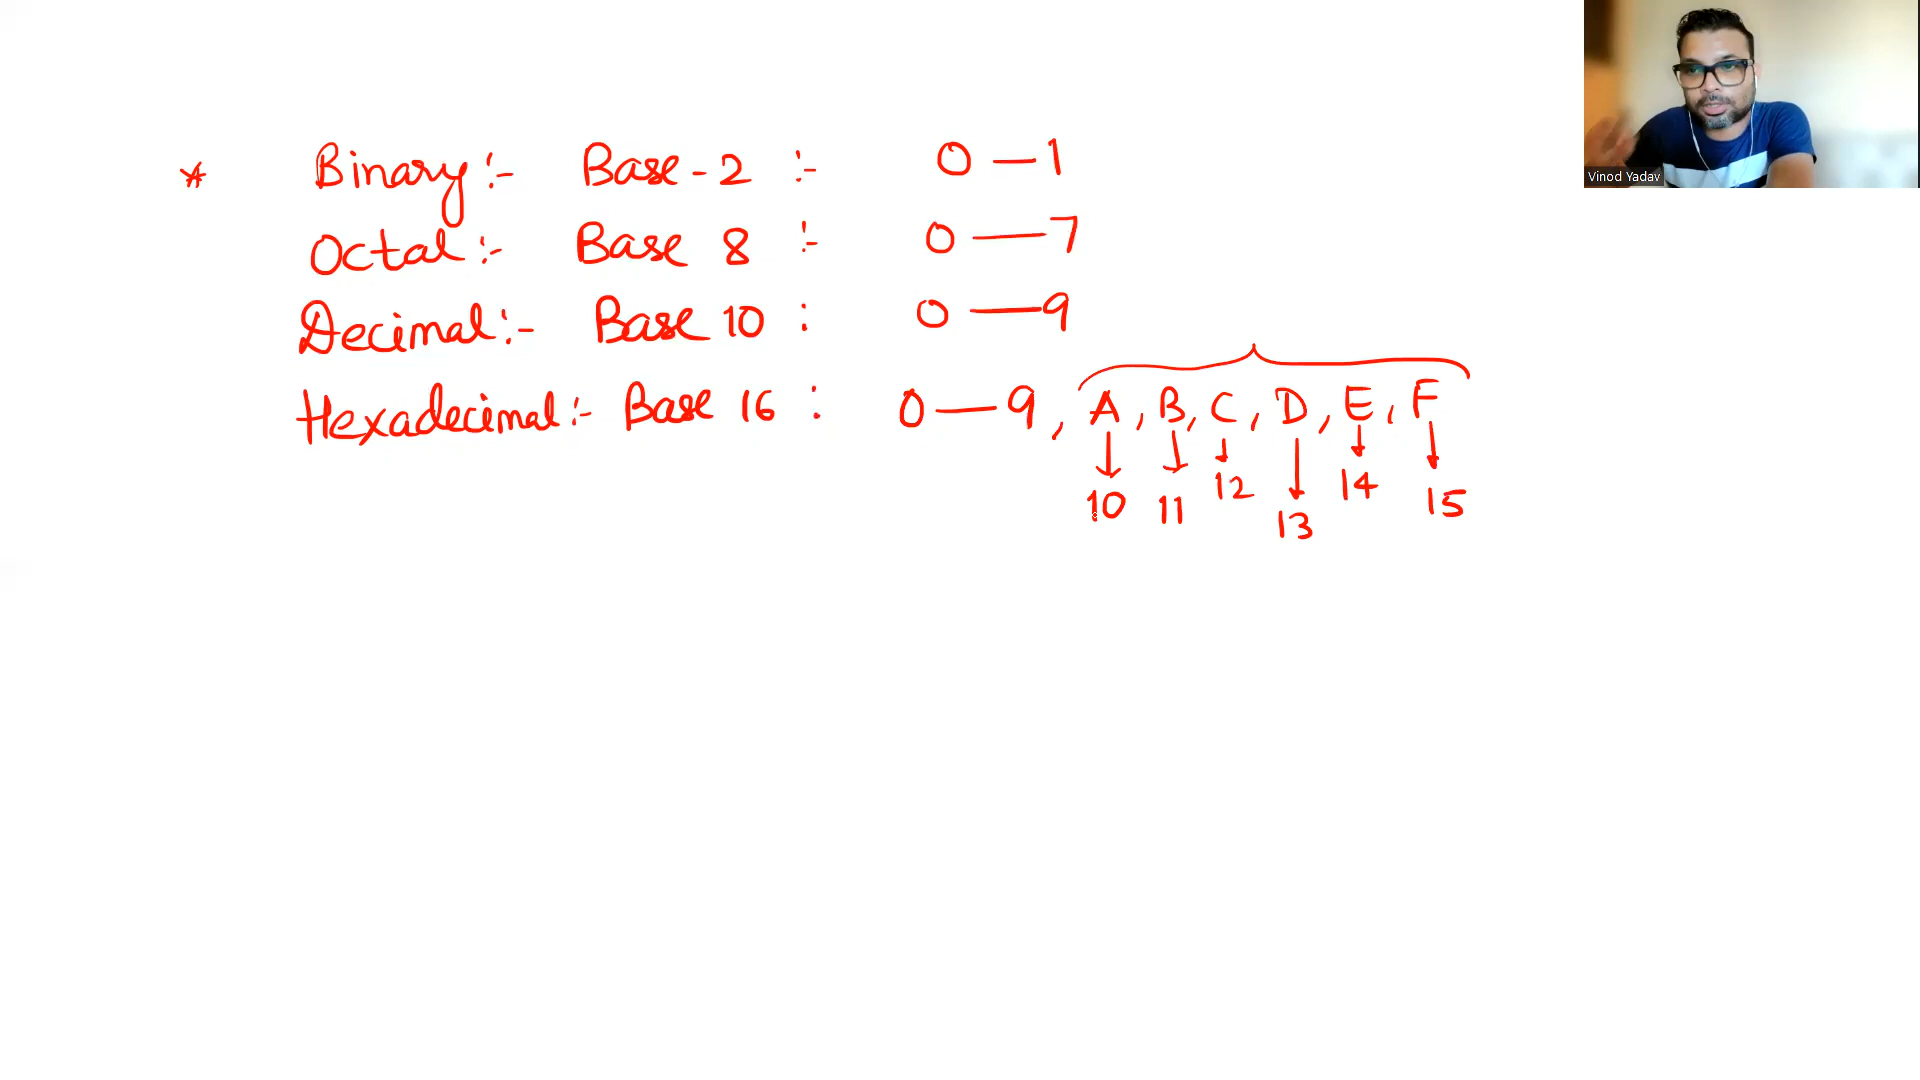 * Binary :- Base - 2 :- 0 — 1
Octal :- Base 8 :- 0 — 7
Decimal :- Base 10 : 0 — 9
Hexadecimal :- Base 16 : 0 — 9, A, B, C, D, E, F
10 11 12 13 14 15
Vinod Yadav